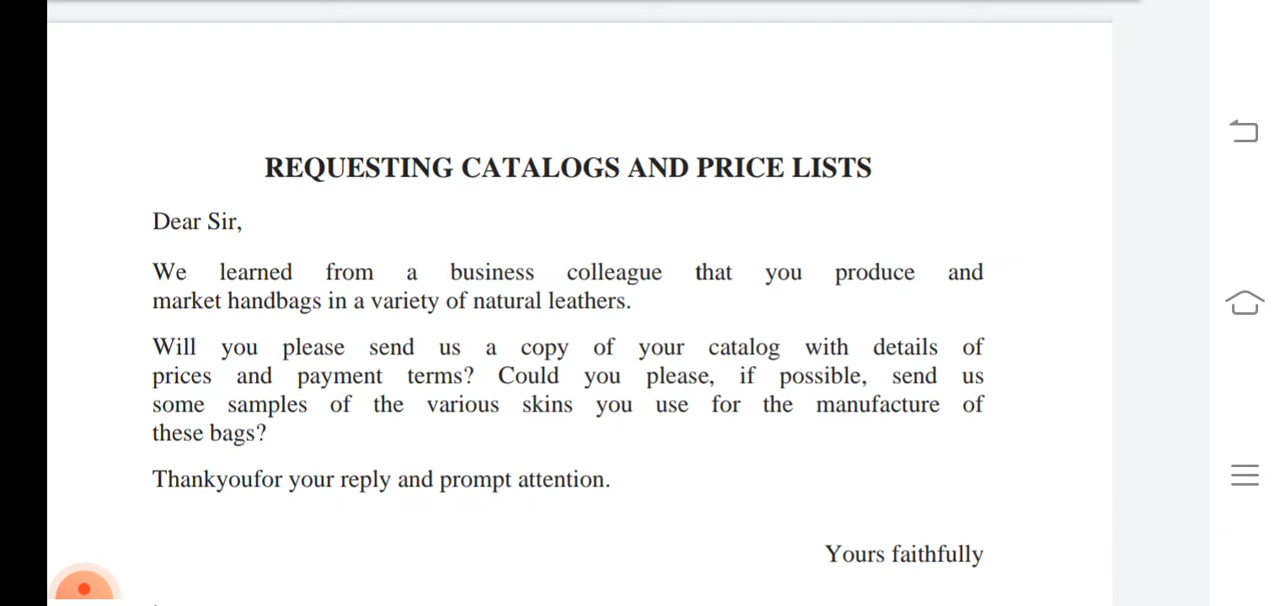 REQUESTING CATALOGS AND PRICE LISTS
Dear Sir,
We learned from a business colleague that you produce and
market handbags in a variety of natural leathers.
Will you please send us a copy of your catalog with details of
prices and payment terms? Could you please, if possible, send us
some samples of the various skins you use for the manufacture of
these bags?
Thankyoufor your reply and prompt attention.
Yours faithfully